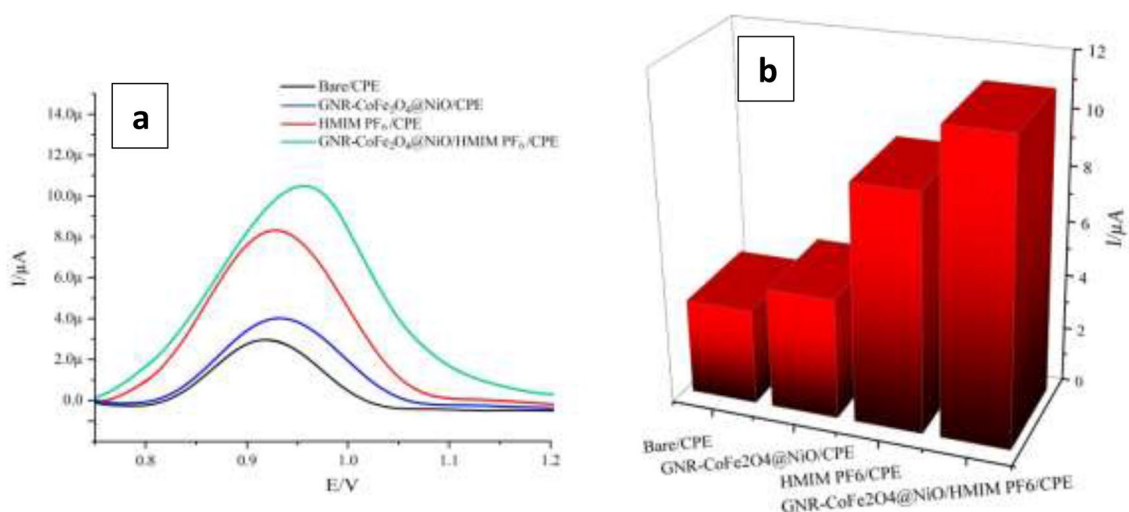 a
Bare/CPE
GNR-CoFe₂O₄@NiO/CPE
HMIM PF₆/CPE
GNR-CoFe₂O₄@NiO/HMIM PF₆/CPE
14.0µ
12.0µ
10.0µ
8.0µ
6.0µ
4.0µ
2.0µ
0.0
I/µA
0.8
0.9
1.0
1.1
1.2
E/V
b
12
10
8
6
4
2
0
I/µA
Bare/CPE
GNR-CoFe2O4@NiO/CPE
HMIM PF6/CPE
GNR-CoFe2O4@NiO/HMIM PF6/CPE